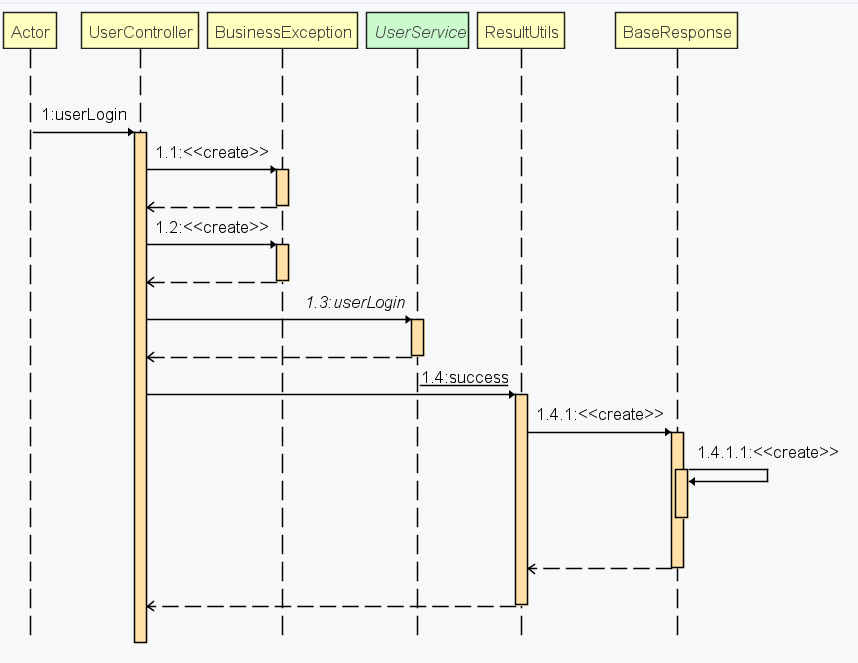 Actor
UserController
BusinessException
UserService
ResultUtils
BaseResponse
1:userLogin
1.1:<<create>>
1.2:<<create>>
1.3:userLogin
1.4:success
1.4.1:<<create>>
1.4.1.1:<<create>>